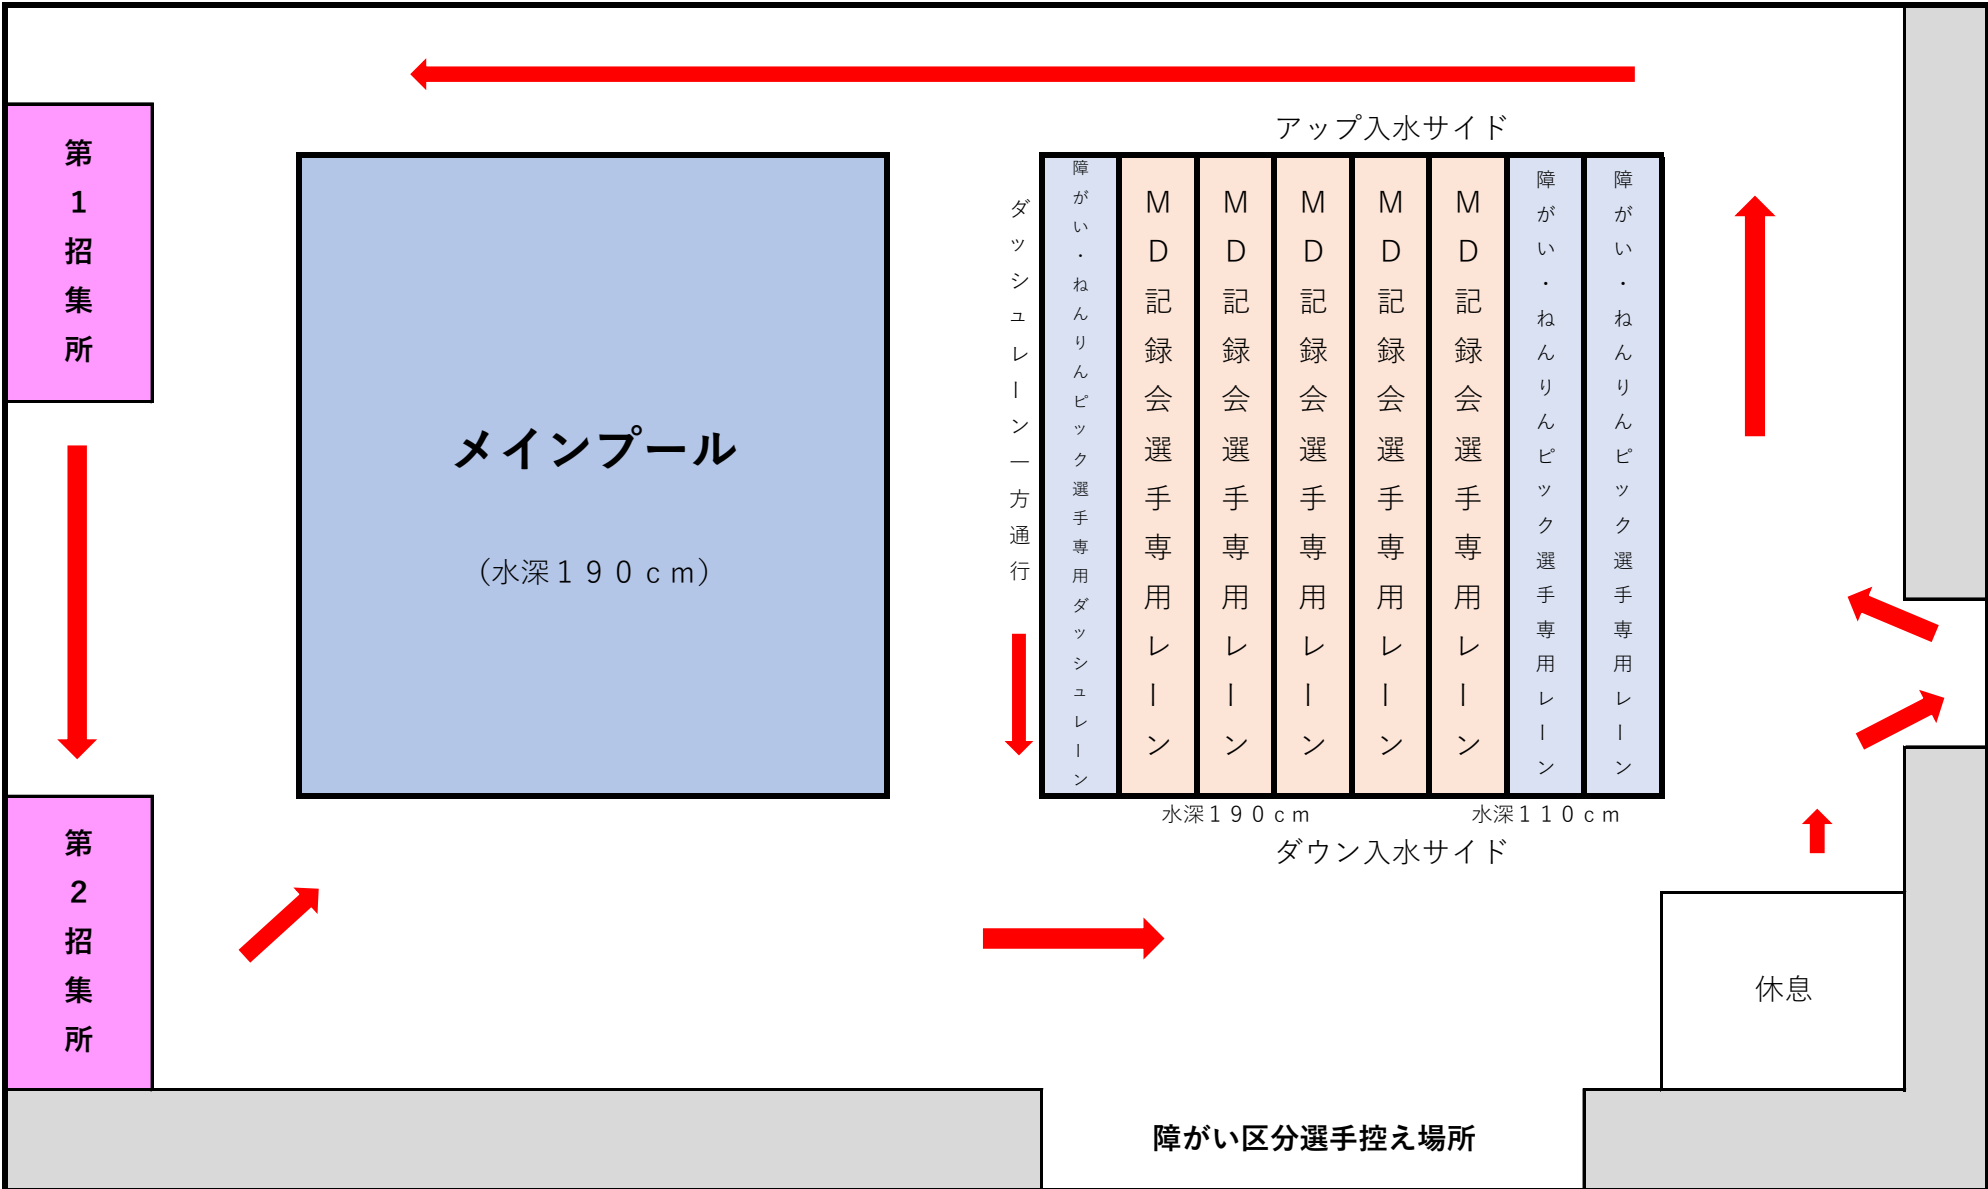 アップ入水サイド
第1招集所
メインプール
（水深１９０ｃｍ）
第2招集所
ダッシュレーン一方通行
障がい・ねんりんピック選手専用ダッシュレーン
ＭＤ記録会選手専用レーン
ＭＤ記録会選手専用レーン
ＭＤ記録会選手専用レーン
ＭＤ記録会選手専用レーン
ＭＤ記録会選手専用レーン
障がい・ねんりんピック選手専用レーン
障がい・ねんりんピック選手専用レーン
水深１９０ｃｍ
水深１１０ｃｍ
ダウン入水サイド
休息
障がい区分選手控え場所